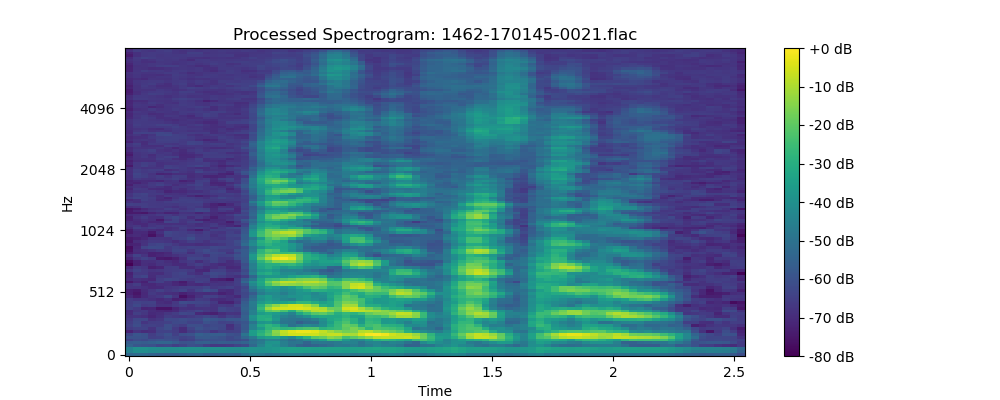 Processed Spectrogram: 1462-170145-0021.flac
Hz
4096
2048
1024
512
0
0
0.5
1
1.5
2
2.5
Time
+0 dB
-10 dB
-20 dB
-30 dB
-40 dB
-50 dB
-60 dB
-70 dB
-80 dB